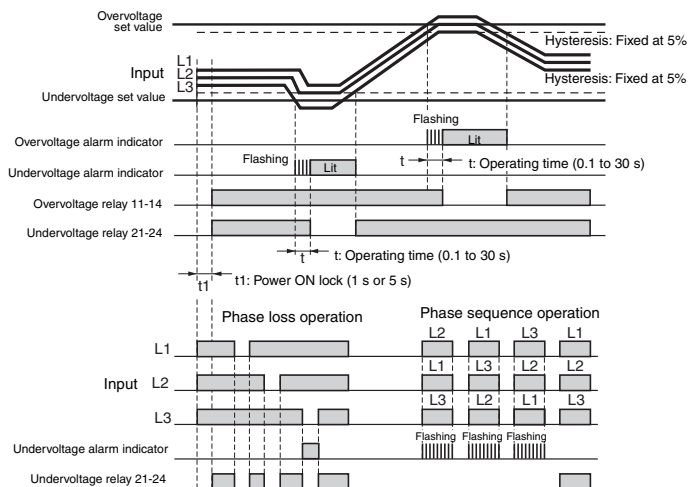 Overvoltage
set value
Hysteresis: Fixed at 5%
L1
Input L2
L3
Hysteresis: Fixed at 5%
Undervoltage set value
Flashing
Overvoltage alarm indicator
Lit
Flashing
t
t: Operating time (0.1 to 30 s)
Undervoltage alarm indicator
Lit
Overvoltage relay 11-14
Undervoltage relay 21-24
t
t: Operating time (0.1 to 30 s)
t1
t1: Power ON lock (1 s or 5 s)
Phase loss operation
Phase sequence operation
L2 L1 L3 L1
L1
L1 L3 L2 L2
Input L2
L3 L2 L1 L3
L3
Flashing Flashing Flashing
Undervoltage alarm indicator
Undervoltage relay 21-24